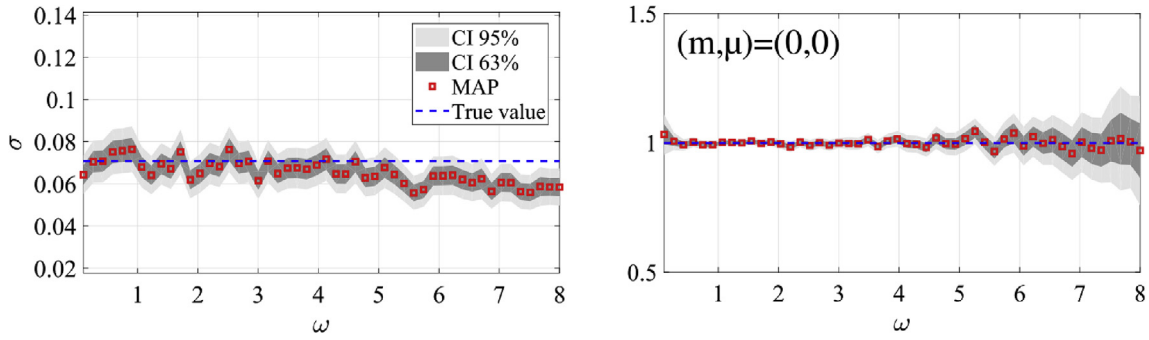 0.14
0.12
0.1
0.08
0.06
0.04
0.02
σ
1 2 3 4 5 6 7 8
ω
CI 95%
CI 63%
MAP
True value
1.5
1
0.5
(m,μ)=(0,0)
1 2 3 4 5 6 7 8
ω